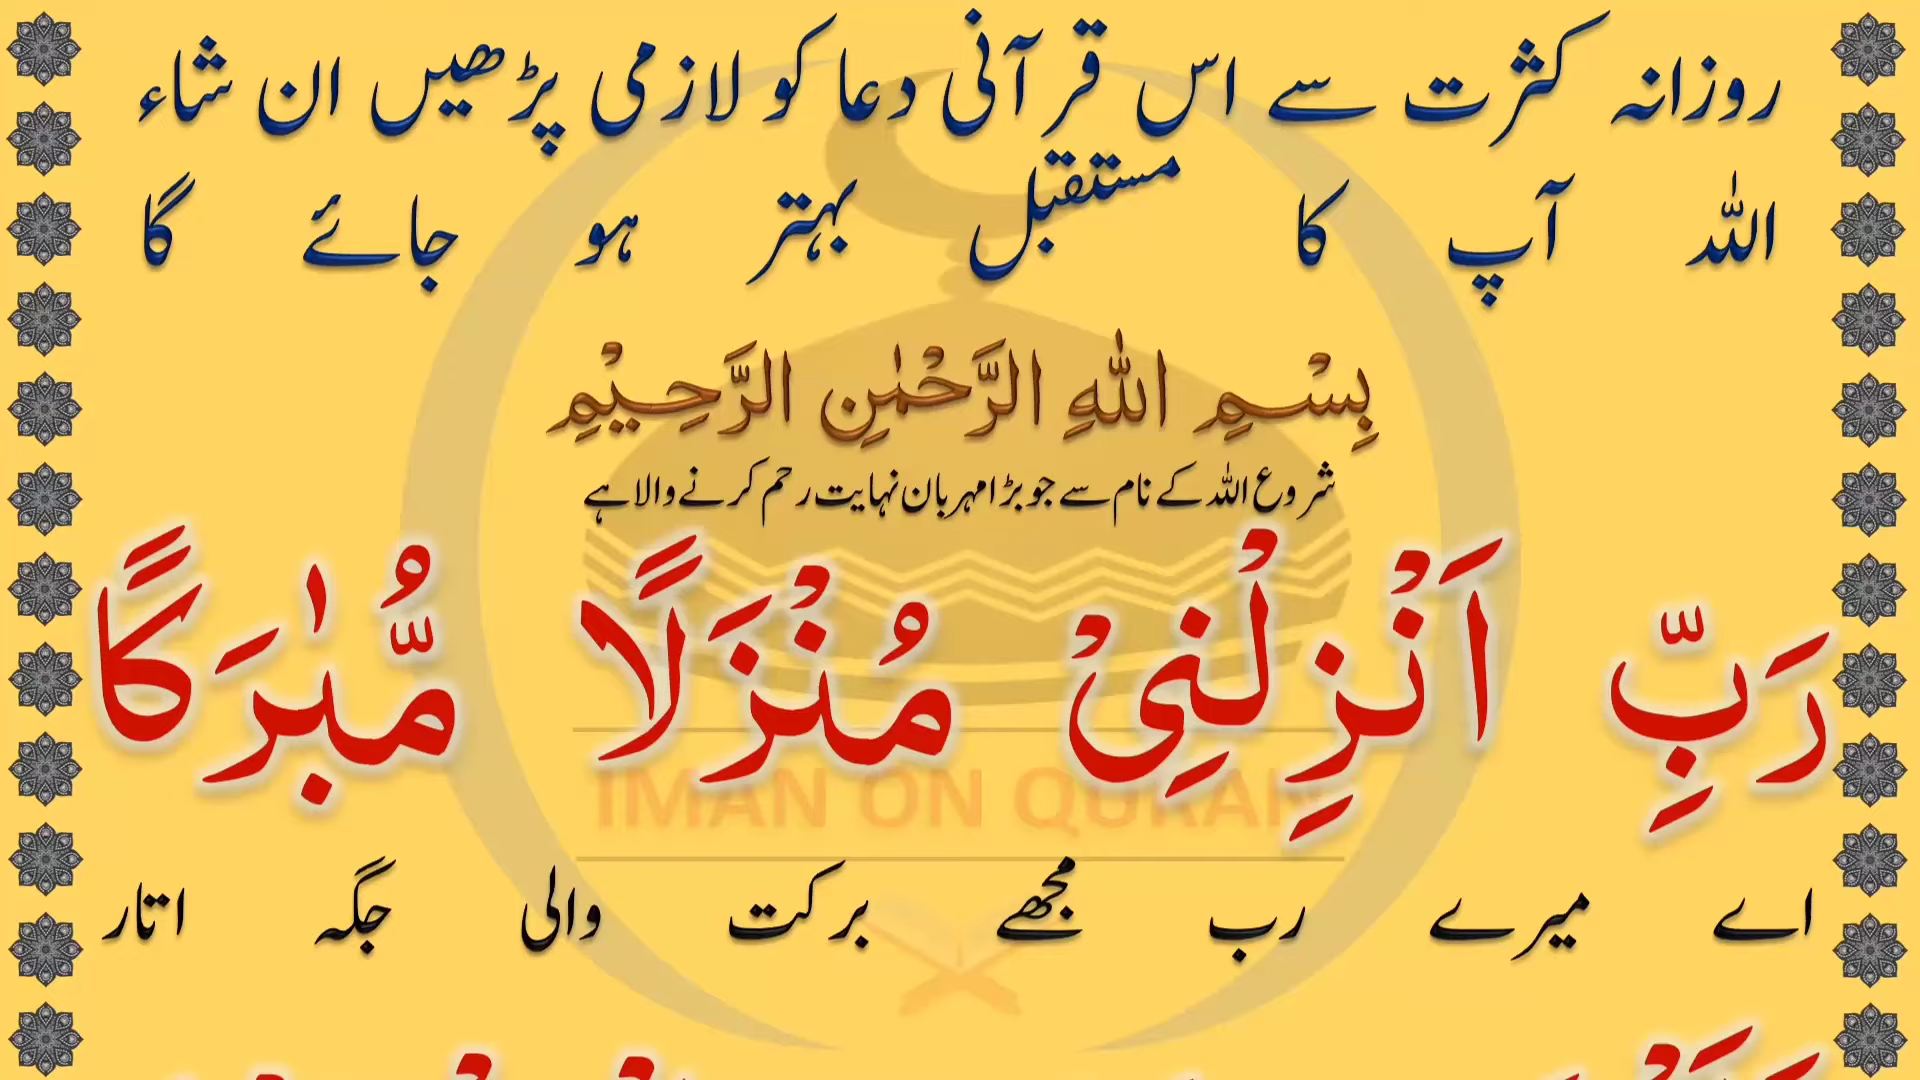 روزانہ کثرت سے اس قرآنی دعا کو لازمی پڑھیں ان شاء
اللہ آپ کا مستقبل بہتر ہو جائے گا
بِسْمِ اللهِ الرَّحْمٰنِ الرَّحِيْمِ
شروع اللہ کے نام سے جو بڑا مہربان نہایت رحم کرنے والا ہے
رَبِّ اَنْزِلْنِیْ مُنْزَلًا مُّبٰرَكًا
IMAN ON QURAN
اے میرے رب مجھے برکت والی جگہ اتار